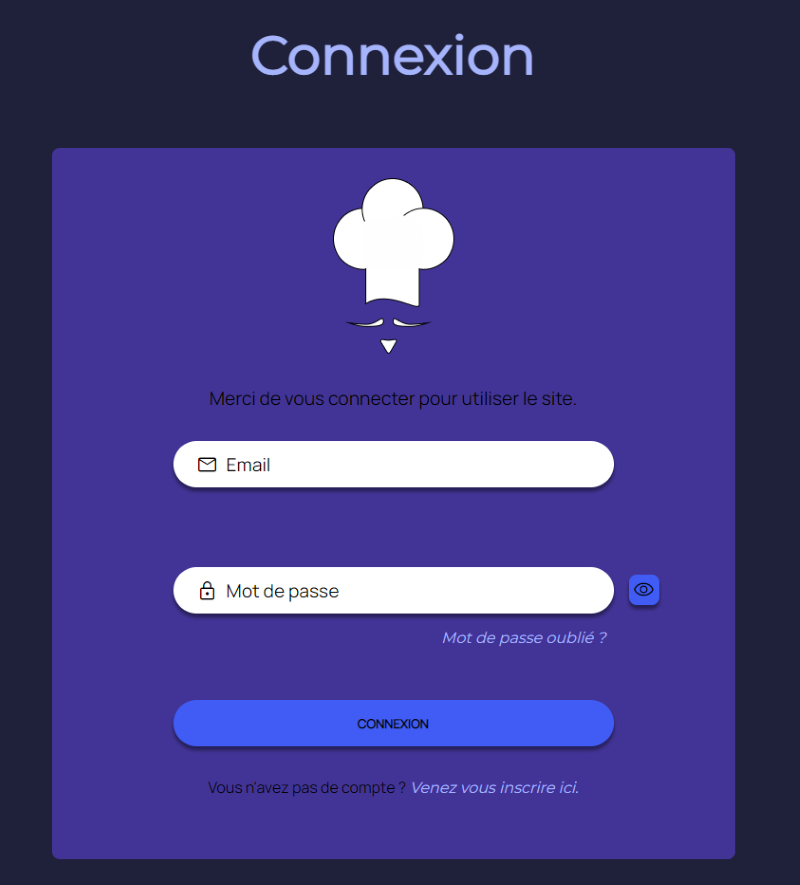 Connexion
Merci de vous connecter pour utiliser le site.
Email
Mot de passe
Mot de passe oublié ?
CONNEXION
Vous n'avez pas de compte ? Venez vous inscrire ici.